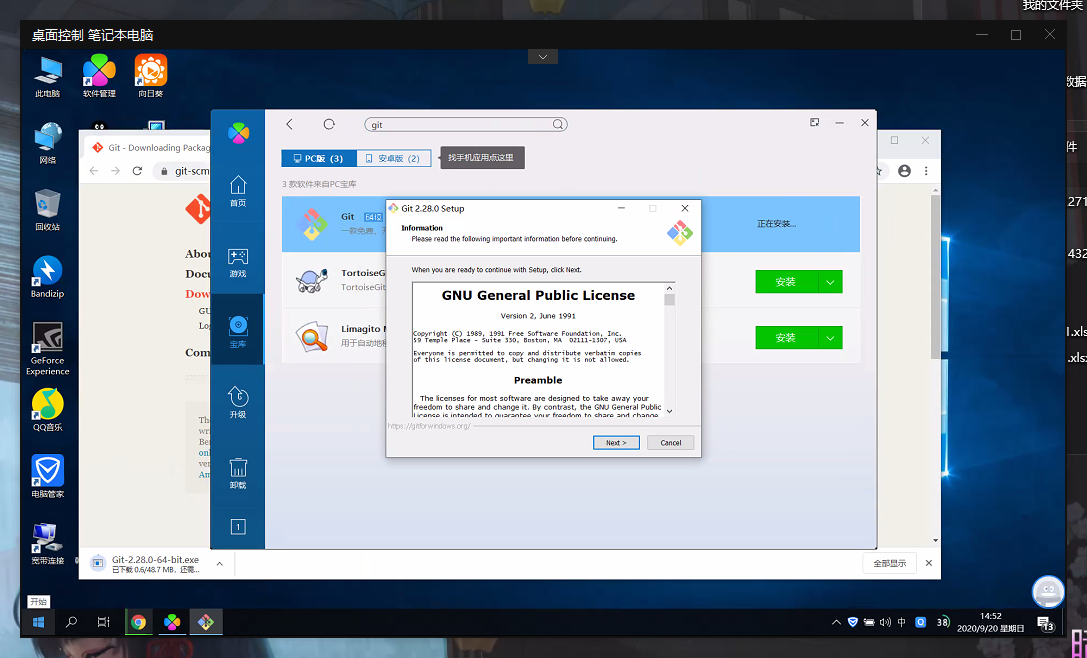 我的文件夹
桌面控制 笔记本电脑
此电脑
软件管理
向日葵
网络
回收站
Bandizip
GeForce
Experience
QQ音乐
电脑管家
宽带连接
Git - Downloading Packag
git-scm
Abou
Docu
Dow
GU
Log
Com
The
wri
Be
onl
ver
An
首页
游戏
宝库
升级
卸载
1
git
PC版 (3)
安卓版 (2)
找手机应用点这里
3 款软件来自PC宝库
Git
64位
一款免费、
正在安装...
TortoiseG
TortoiseGit
安装
Limagito
用于自动地
安装
Git 2.28.0 Setup
Information
Please read the following important information before continuing.
When you are ready to continue with Setup, click Next.
GNU General Public License
Version 2, June 1991
Copyright (C) 1989, 1991 Free Software Foundation, Inc.
59 Temple Place - Suite 330, Boston, MA  02111-1307, USA
Everyone is permitted to copy and distribute verbatim copies
of this license document, but changing it is not allowed.
Preamble
The licenses for most software are designed to take away your
freedom to share and change it. By contrast, the GNU General Public
License is intended to guarantee your freedom to share and change
https://gitforwindows.org/
Next >
Cancel
Git-2.28.0-64-bit.exe
已下载 0.6/48.7 MB，还需...
全部显示
开始
中
38
14:52
2020/9/20 星期日
13
数据
件
271
432
.xls
.xls